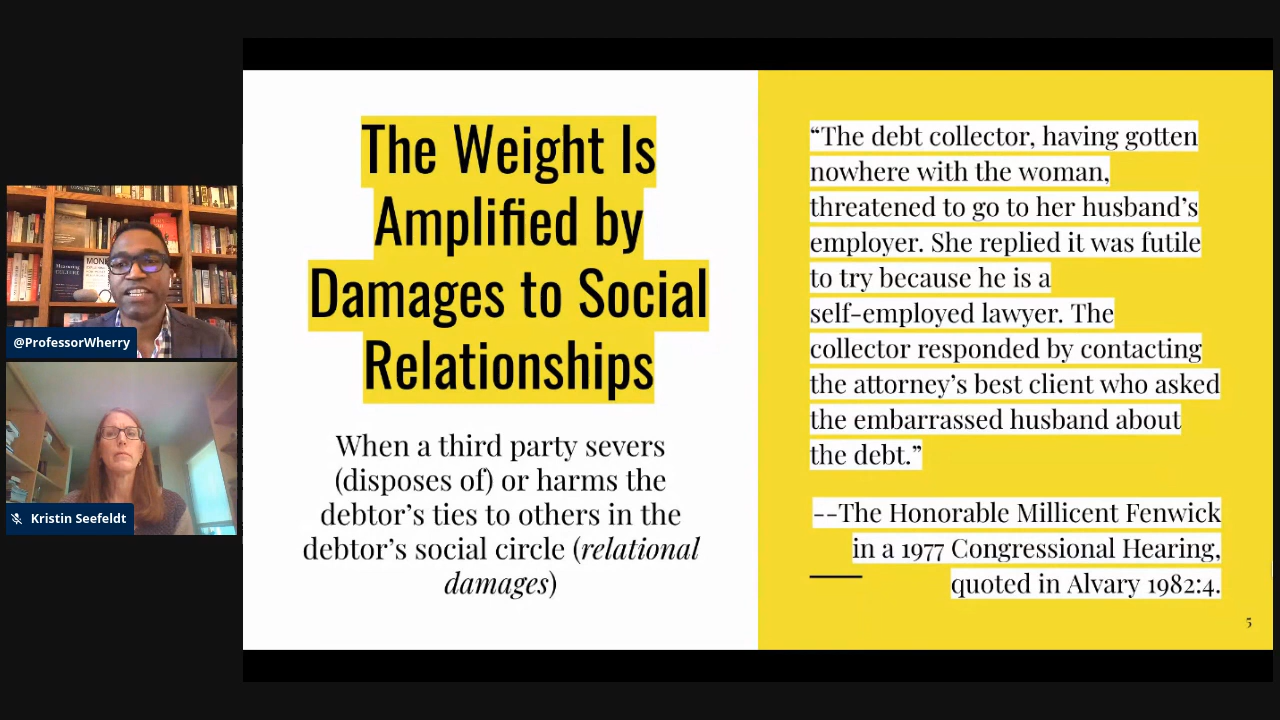 The Weight Is
Amplified by
Damages to Social
Relationships
When a third party severs
(disposes of) or harms the
debtor’s ties to others in the
debtor’s social circle (relational
damages)
“The debt collector, having gotten
nowhere with the woman,
threatened to go to her husband’s
employer. She replied it was futile
to try because he is a
self-employed lawyer. The
collector responded by contacting
the attorney’s best client who asked
the embarrassed husband about
the debt.”
--The Honorable Millicent Fenwick
in a 1977 Congressional Hearing,
quoted in Alvary 1982:4.
5
@ProfessorWherry
Kristin Seefeldt